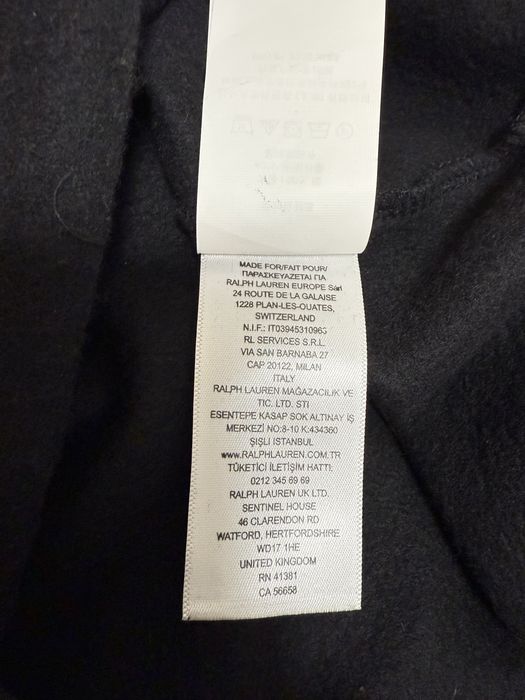 MADE FOR/FAIT POUR/
ΠΑΡΑΣΚΕΥΑΖΕΤΑΙ ΓΙΑ
RALPH LAUREN EUROPE Sàrl
24 ROUTE DE LA GALAISE
1228 PLAN-LES-OUATES,
SWITZERLAND
N.I.F.: IT03945310963
RL SERVICES S.R.L.
VIA SAN BARNABA 27
CAP 20122, MILAN
ITALY
RALPH LAUREN MAĞAZACILIK VE
TIC. LTD. STI
ESENTEPE KASAP SOK ALTINAY İŞ
MERKEZİ NO:8-10 K:434360
ŞIŞLI ISTANBUL
www.RALPHLAUREN.COM.TR
TÜKETİCİ İLETİŞİM HATTI:
0212 345 69 69
RALPH LAUREN UK LTD.
SENTINEL HOUSE
46 CLARENDON RD
WATFORD, HERTFORDSHIRE
WD17 1HE
UNITED KINGDOM
RN 41381
CA 56658